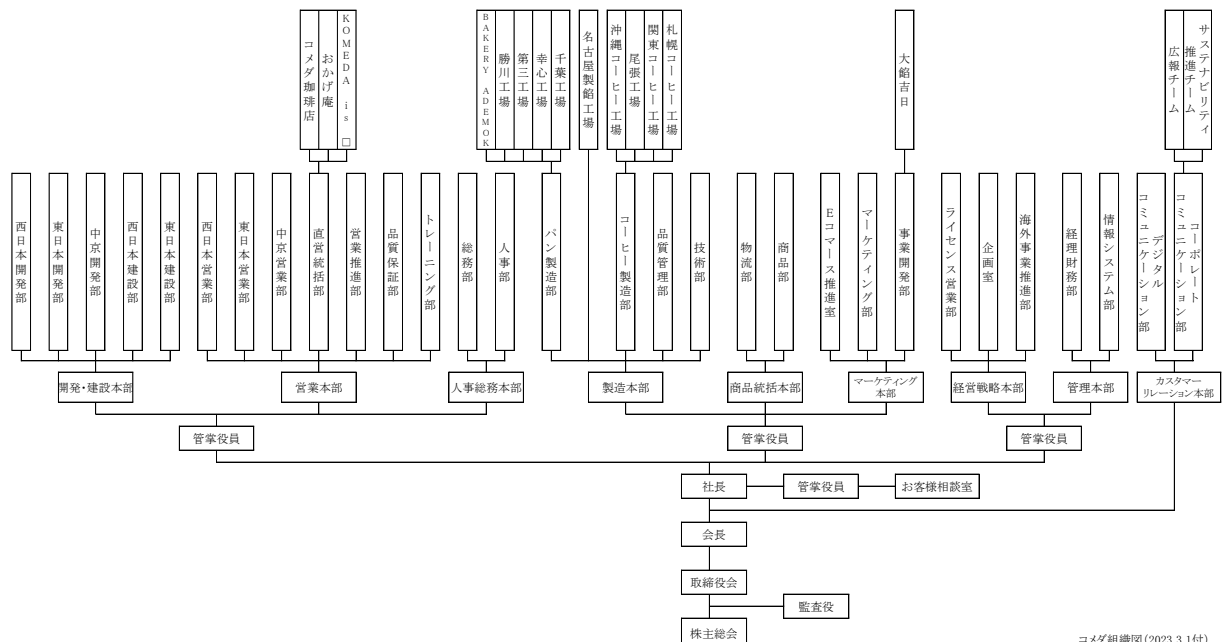 コメダ珈琲店
おかげ庵
KOMEDA is □
BAKERY ADEMOK
勝川工場
第三工場
幸心工場
千葉工場
名古屋製餡工場
沖縄コーヒー工場
尾張工場
関東コーヒー工場
札幌コーヒー工場
大餡吉日
広報チーム
サステナビリティ
推進チーム
西日本開発部
東日本開発部
中京開発部
西日本建設部
東日本建設部
西日本営業部
東日本営業部
中京営業部
直営統括部
営業推進部
品質保証部
トレーニング部
総務部
人事部
パン製造部
コーヒー製造部
品質管理部
技術部
物流部
商品部
Eコマース推進室
マーケティング部
事業開発部
ライセンス営業部
企画室
海外事業推進部
経理財務部
情報システム部
デジタル
コミュニケーション部
コーポレート
コミュニケーション部
開発・建設本部
営業本部
人事総務本部
製造本部
商品統括本部
マーケティング
本部
経営戦略本部
管理本部
カスタマー
リレーション本部
管掌役員
管掌役員
管掌役員
社長
管掌役員
お客様相談室
会長
取締役会
監査役
株主総会
コメダ組織図(2023.3.1付)